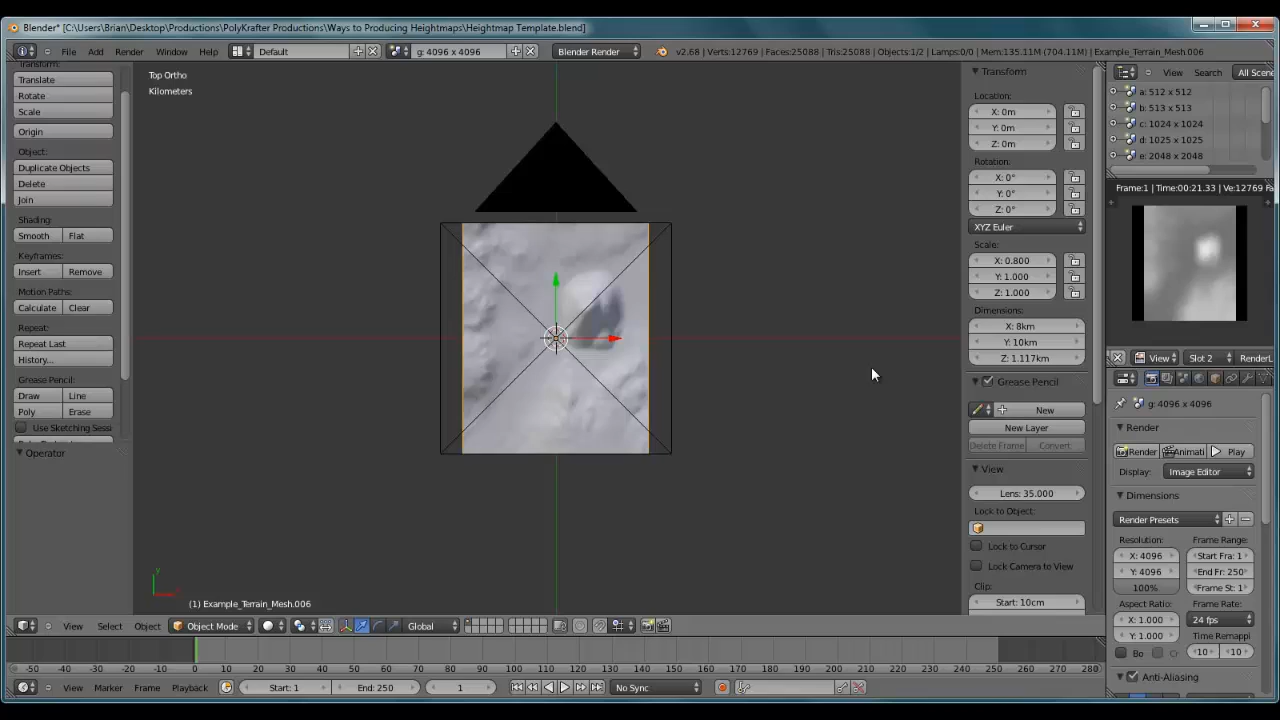 Blender* [C:\Users\Brian\Desktop\Productions\PolyKrafter Productions\Ways to Producing Heightmaps\Heightmap Template.blend]
File Add Render Window Help Default g: 4096 x 4096 Blender Render v2.68 | Verts:12769 | Faces:25088 | Tris:25088 | Objects:1/2 | Lamps:0/0 | Mem:135.11M (704.11M) | Example_Terrain_Mesh.006
Transform:
Translate
Rotate
Scale
Origin
Object:
Duplicate Objects
Delete
Join
Shading:
Smooth Flat
Keyframes:
Insert Remove
Motion Paths:
Calculate Clear
Repeat:
Repeat Last
History...
Grease Pencil:
Draw Line
Poly Erase
Use Sketching Sessi
Operator
Top Ortho
Kilometers
y
(1) Example_Terrain_Mesh.006
Transform
Location:
X: 0m
Y: 0m
Z: 0m
Rotation:
X: 0°
Y: 0°
Z: 0°
XYZ Euler
Scale:
X: 0.800
Y: 1.000
Z: 1.000
Dimensions:
X: 8km
Y: 10km
Z: 1.117km
Grease Pencil
New
New Layer
Delete Frame Convert
View
Lens: 35.000
Lock to Object:
Lock to Cursor
Lock Camera to View
Clip:
Start: 10cm
View Search All Scene
a: 512 x 512
b: 513 x 513
c: 1024 x 1024
d: 1025 x 1025
e: 2048 x 2048
Frame:1 | Time:00:21.33 | Ve:12769 F
View Slot 2 RenderL
g: 4096 x 4096
Render
Render Animati Play
Display: Image Editor
Dimensions
Render Presets
Resolution: Frame Range:
X: 4096 Start Fra: 1
Y: 4096 End Fr: 250
100% Frame St: 1
Aspect Ratio: Frame Rate:
X: 1.000 24 fps
Y: 1.000 Time Remappi
Bo Cr 10 10
Anti-Aliasing
View Select Object Object Mode Global
-50 -40 -30 -20 -10 0 10 20 30 40 50 60 70 80 90 100 110 120 130 140 150 160 170 180 190 200 210 220 230 240 250 260 270 280
View Marker Frame Playback Start: 1 End: 250 1 No Sync